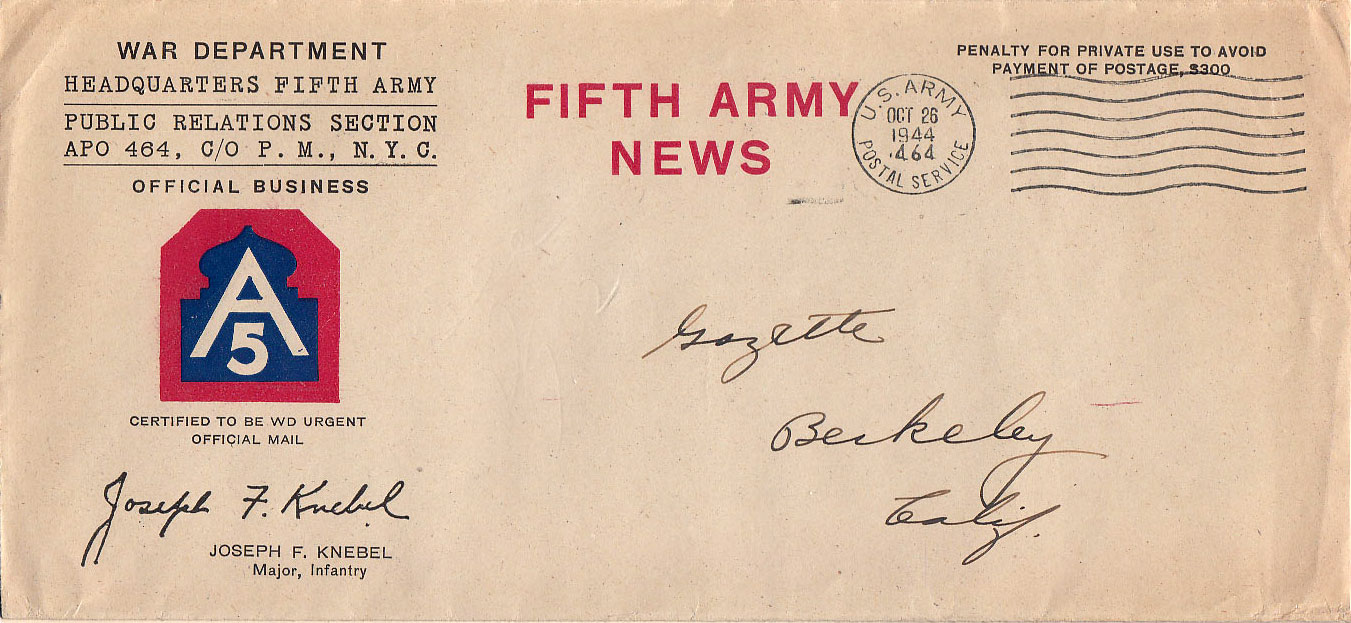 WAR DEPARTMENT
HEADQUARTERS FIFTH ARMY
PUBLIC RELATIONS SECTION
APO 464, C/O P. M., N. Y. C.
OFFICIAL BUSINESS
A
5
CERTIFIED TO BE WD URGENT
OFFICIAL MAIL
Joseph F. Knebel
JOSEPH F. KNEBEL
Major, Infantry
FIFTH ARMY
NEWS
U.S. ARMY
OCT 26
1944
464
POSTAL SERVICE
PENALTY FOR PRIVATE USE TO AVOID
PAYMENT OF POSTAGE, $300
Gazette
Berkeley
Calif.